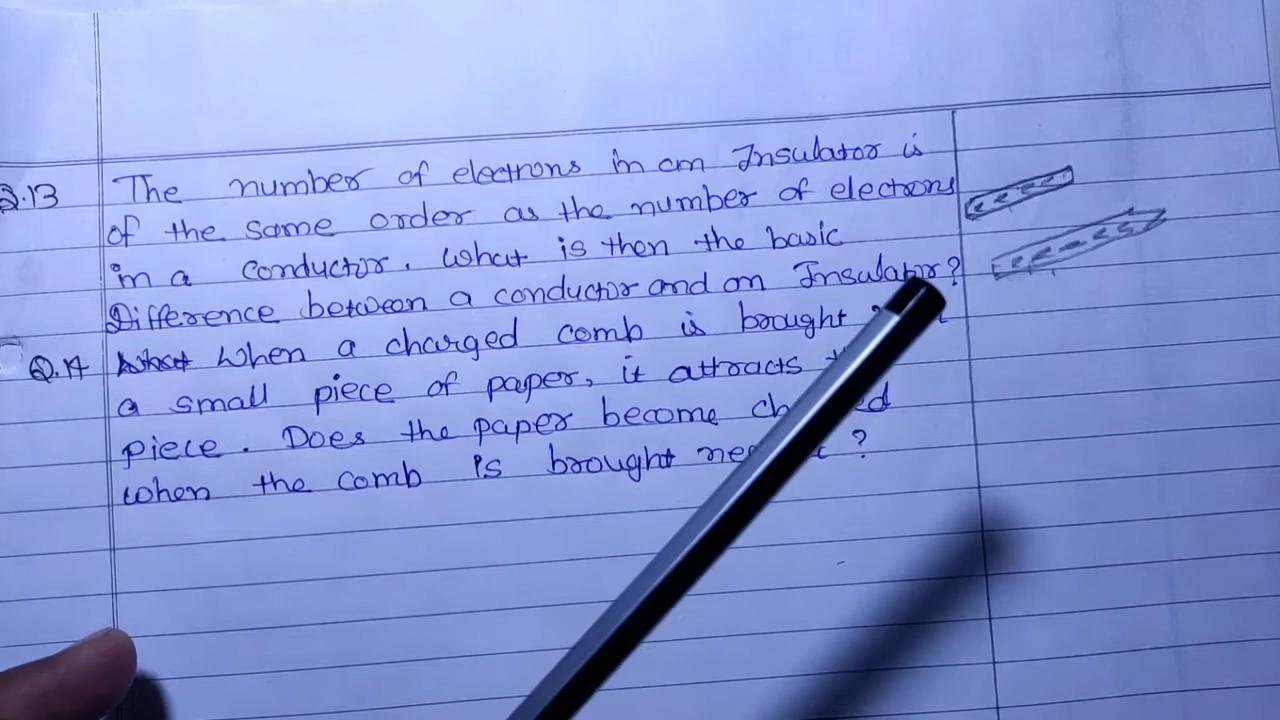 Q.13 The number of electrons in an Insulator is
of the same order as the number of electrons
in a conductor. What is then the basic
Difference between a conductor and an Insulator?
Q.14 When a charged comb is brought
a small piece of paper, it attracts
piece. Does the paper become
when the comb is brought ?